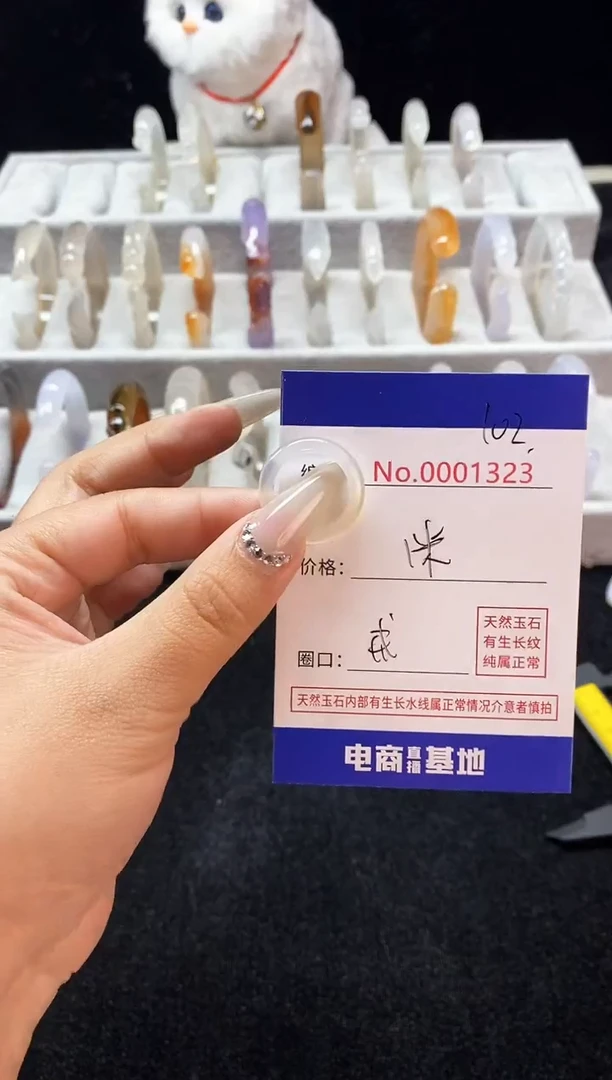 102.
编
No.0001323
价格：
圈口：
天然玉石
有生长纹
纯属正常
天然玉石内部有生长水线属正常情况介意者慎拍
电商直播基地